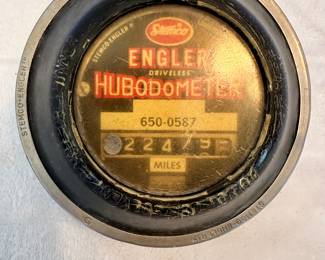 Stemco
STEMCO-ENGLER
ENGLER
DRIVELESS
HUBODOMETER
650-0587
22479
MILES
STEMCO-ENGLER